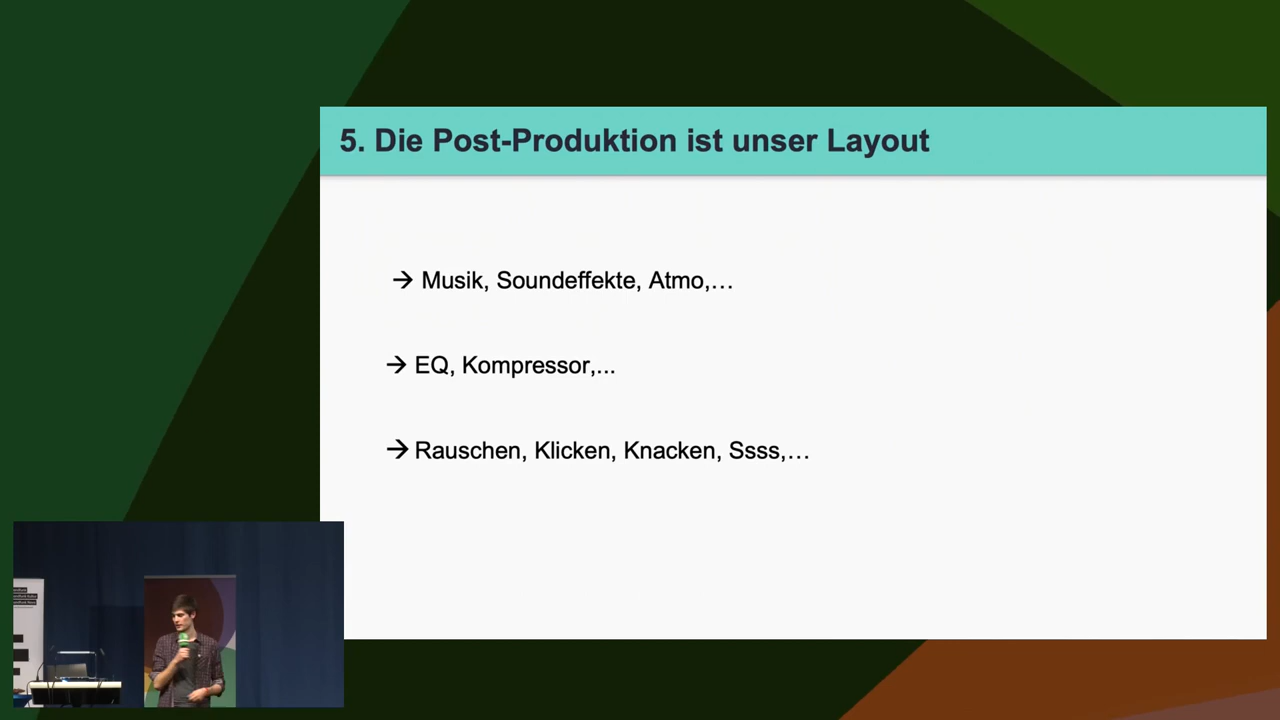 5. Die Post-Produktion ist unser Layout
→ Musik, Soundeffekte, Atmo,…
→ EQ, Kompressor,...
→ Rauschen, Klicken, Knacken, Ssss,…